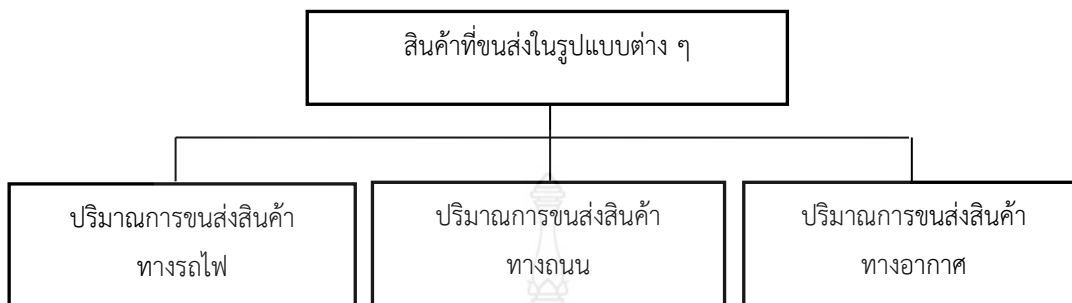 สินค้าที่ขนส่งในรูปแบบต่าง ๆ
ปริมาณการขนส่งสินค้า
ทางรถไฟ
ปริมาณการขนส่งสินค้า
ทางถนน
ปริมาณการขนส่งสินค้า
ทางอากาศ